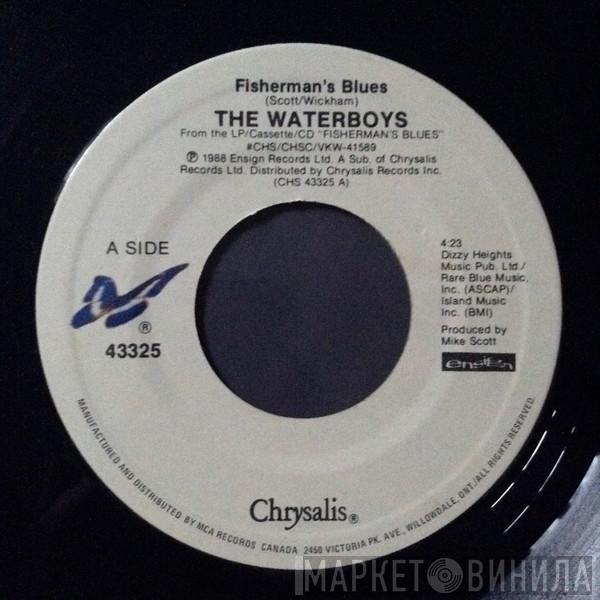 Fisherman's Blues
(Scott/Wickham)
THE WATERBOYS
From the LP/Cassette/CD "FISHERMAN'S BLUES"
#CHS/CHSC/VKW-41589
℗ 1988 Ensign Records Ltd. A Sub. of Chrysalis
Records Ltd. Distributed by Chrysalis Records Inc.
(CHS 43325 A)
A SIDE
®
43325
4:23
Dizzy Heights
Music Pub. Ltd./
Rare Blue Music,
Inc. (ASCAP)/
Island Music
Inc. (BMI)
Produced by
Mike Scott
ensign
Chrysalis®
MANUFACTURED AND DISTRIBUTED BY MCA RECORDS CANADA 2450 VICTORIA PK. AVE., WILLOWDALE, ONT./ALL RIGHTS RESERVED.
МАРКЕТ ВИНИЛА